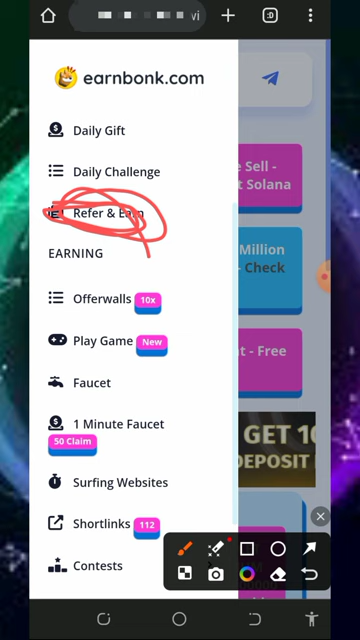 :D
earnbonk.com
Daily Gift
Daily Challenge
Refer & Earn
EARNING
Offerwalls 10x
Play Game New
Faucet
1 Minute Faucet
50 Claim
Surfing Websites
Shortlinks 112
Contests
e Sell -
t Solana
Million
- Check
t - Free
GET 10
DEPOSIT